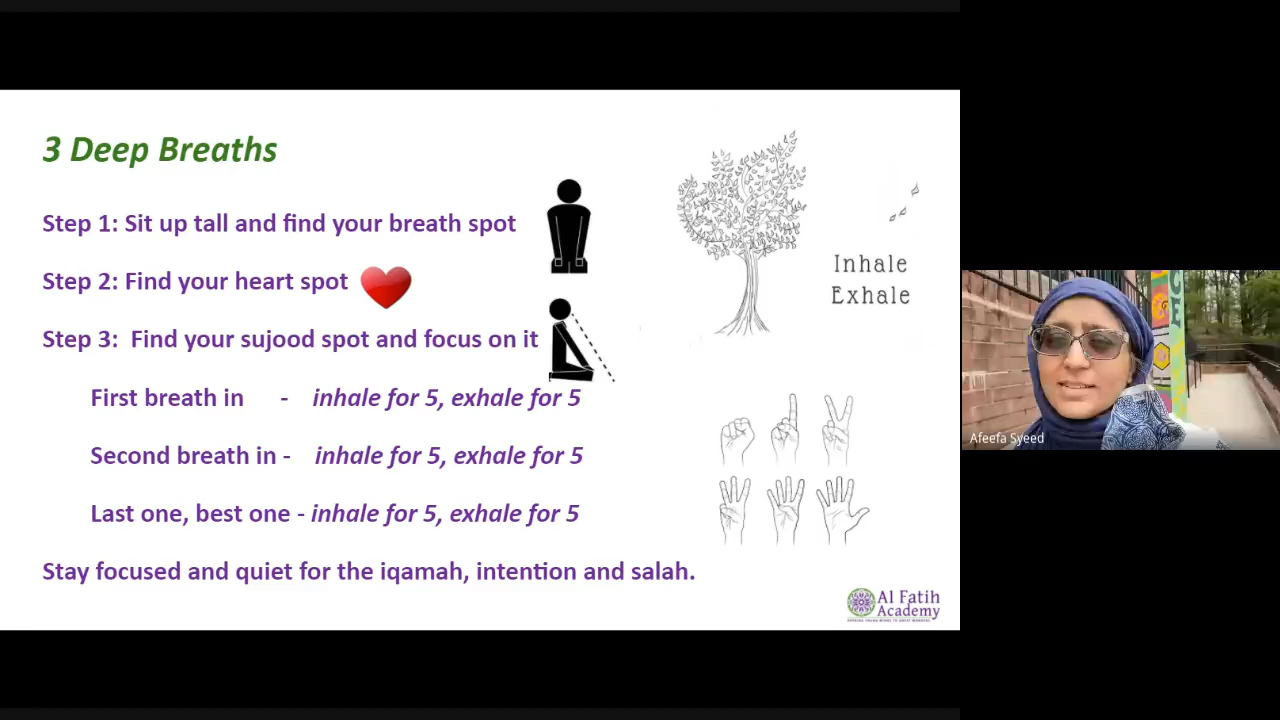 3 Deep Breaths
Step 1: Sit up tall and find your breath spot
Step 2: Find your heart spot
Step 3: Find your sujood spot and focus on it
First breath in - inhale for 5, exhale for 5
Second breath in - inhale for 5, exhale for 5
Last one, best one - inhale for 5, exhale for 5
Stay focused and quiet for the iqamah, intention and salah.
Inhale
Exhale
Al Fatih
Academy
Afeefa Syeed